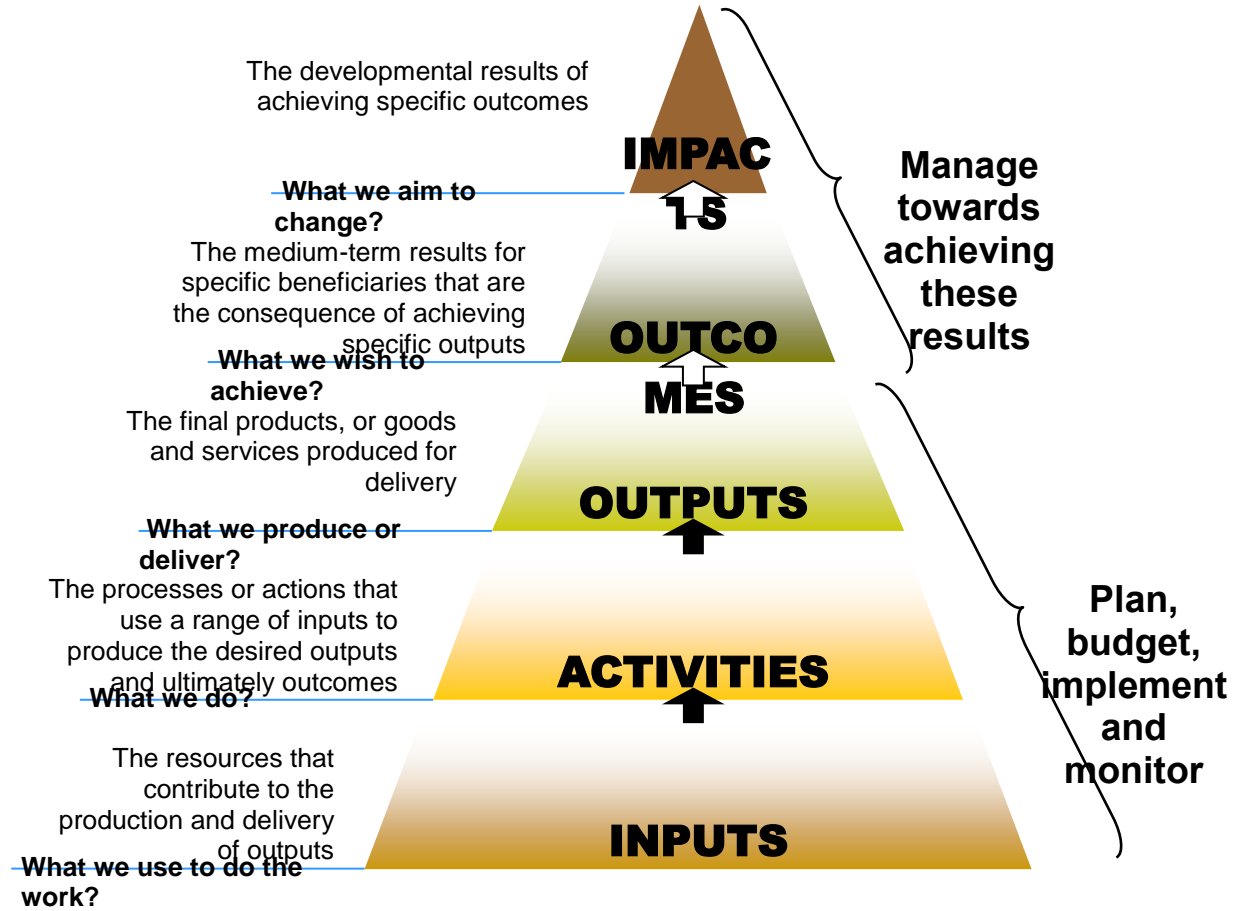 The developmental results of
achieving specific outcomes
IMPAC
TS
What we aim to
change?
The medium-term results for
specific beneficiaries that are
the consequence of achieving
specific outputs
OUTCO
MES
What we wish to
achieve?
The final products, or goods
and services produced for
delivery
OUTPUTS
What we produce or
deliver?
The processes or actions that
use a range of inputs to
produce the desired outputs
and ultimately outcomes
ACTIVITIES
What we do?
The resources that
contribute to the
production and delivery
of outputs
INPUTS
What we use to do the
work?
Manage
towards
achieving
these
results
Plan,
budget,
implement
and
monitor